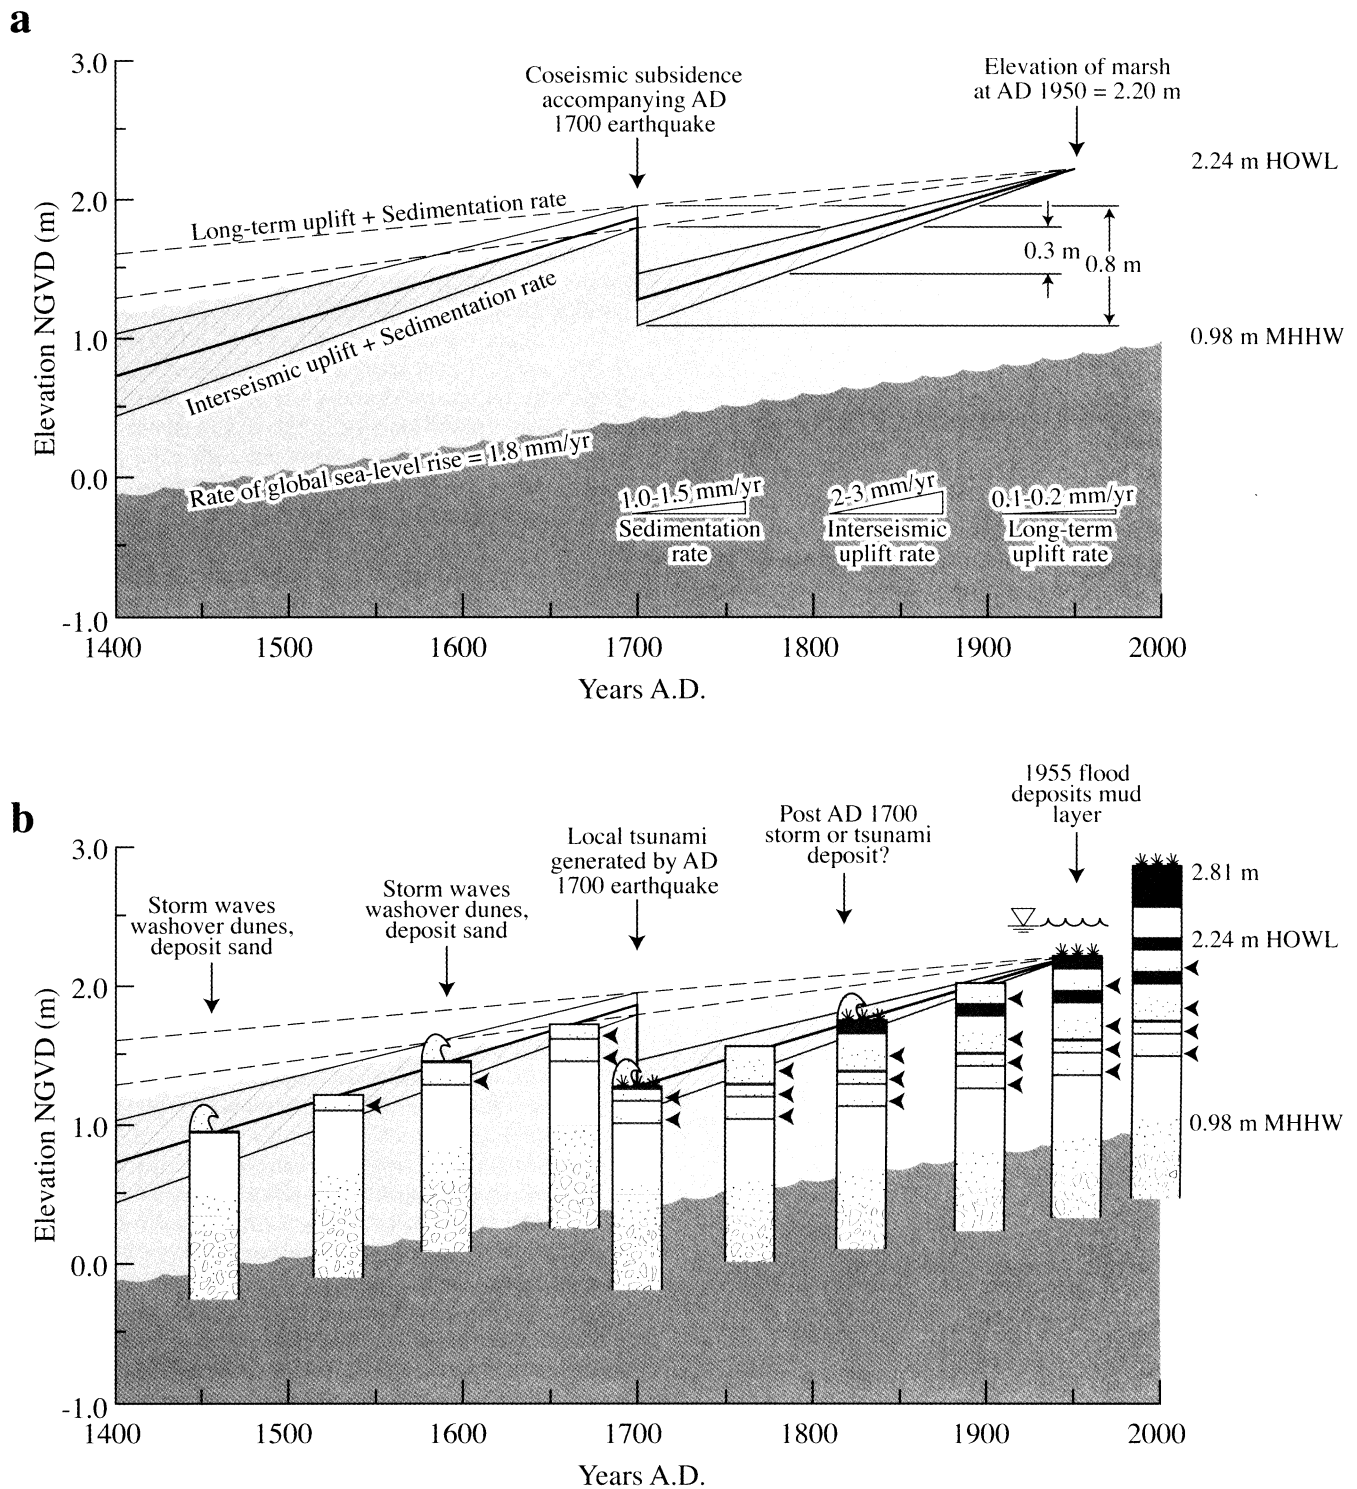 a
3.0
2.0
1.0
0.0
-1.0
Elevation NGVD (m)
Coseismic subsidence
accompanying AD
1700 earthquake
Elevation of marsh
at AD 1950 = 2.20 m
2.24 m HOWL
Long-term uplift + Sedimentation rate
0.3 m
0.8 m
Interseismic uplift + Sedimentation rate
0.98 m MHHW
Rate of global sea-level rise = 1.8 mm/yr
1.0-1.5 mm/yr
Sedimentation
rate
2-3 mm/yr
Interseismic
uplift rate
0.1-0.2 mm/yr
Long-term
uplift rate
1400
1500
1600
1700
1800
1900
2000
Years A.D.
b
3.0
2.0
1.0
0.0
-1.0
Elevation NGVD (m)
Storm waves
washover dunes,
deposit sand
Storm waves
washover dunes,
deposit sand
Local tsunami
generated by AD
1700 earthquake
Post AD 1700
storm or tsunami
deposit?
1955 flood
deposits mud
layer
2.81 m
2.24 m HOWL
0.98 m MHHW
1400
1500
1600
1700
1800
1900
2000
Years A.D.